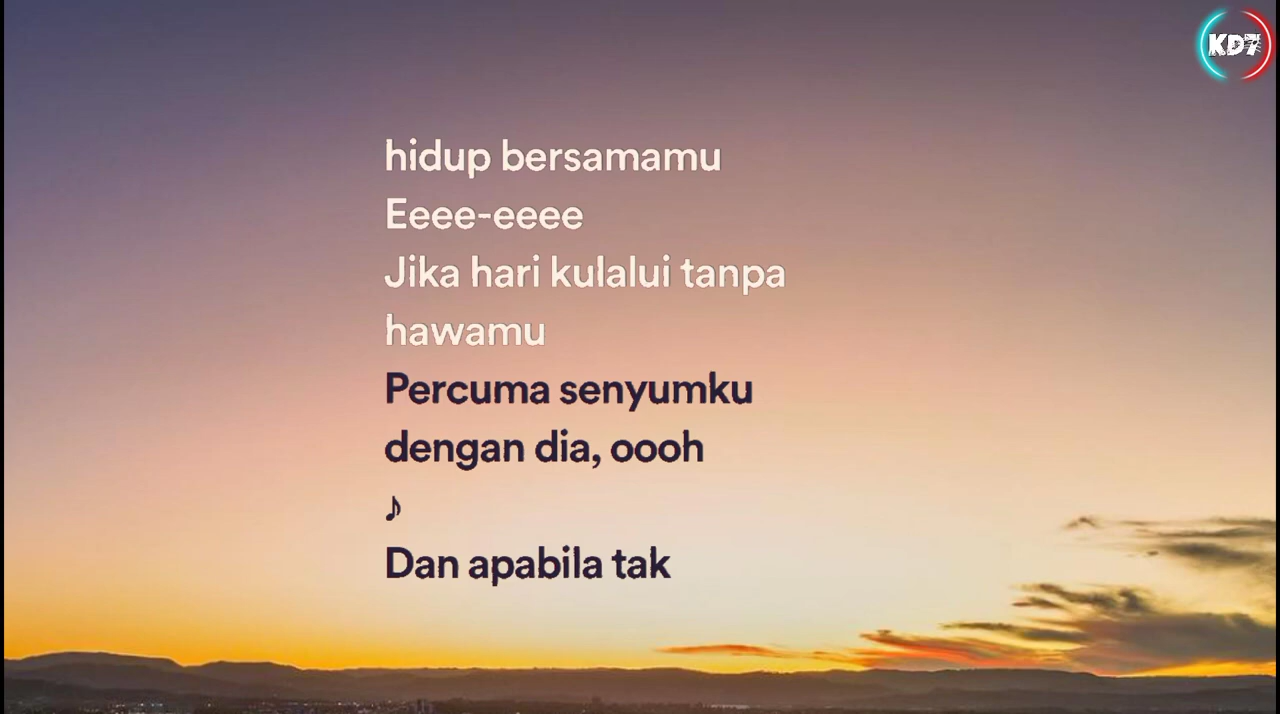 KD7
hidup bersamamu
Eeee-eeee
Jika hari kulalui tanpa
hawamu
Percuma senyumku
dengan dia, oooh
♪
Dan apabila tak